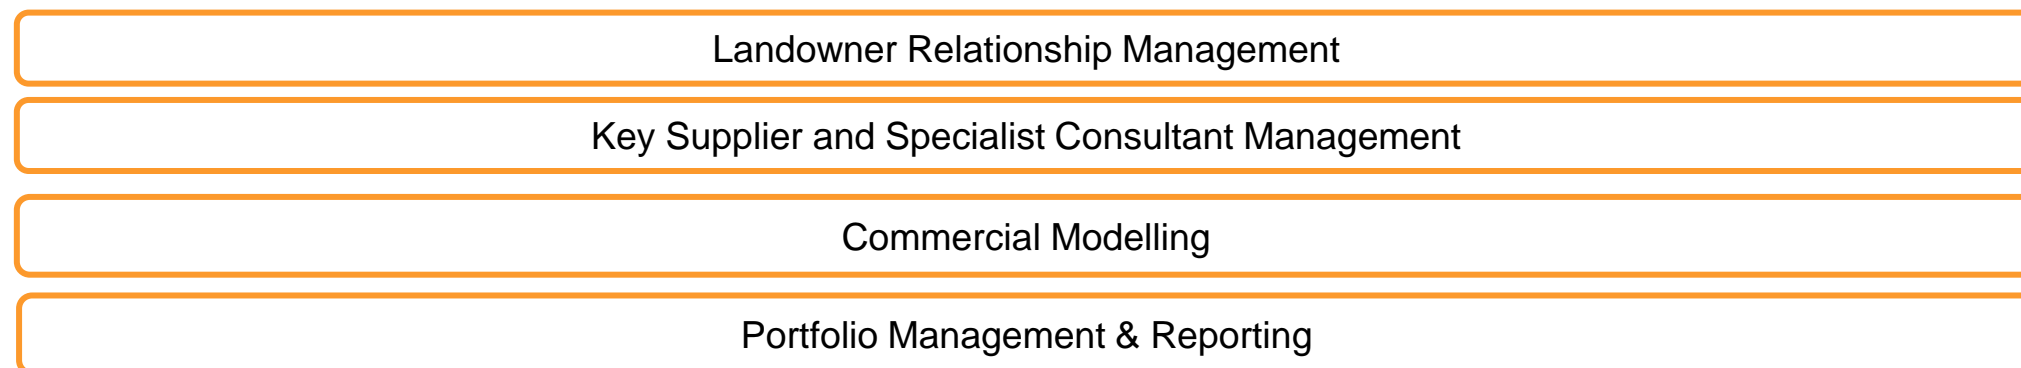 Landowner Relationship Management
Key Supplier and Specialist Consultant Management
Commercial Modelling
Portfolio Management & Reporting